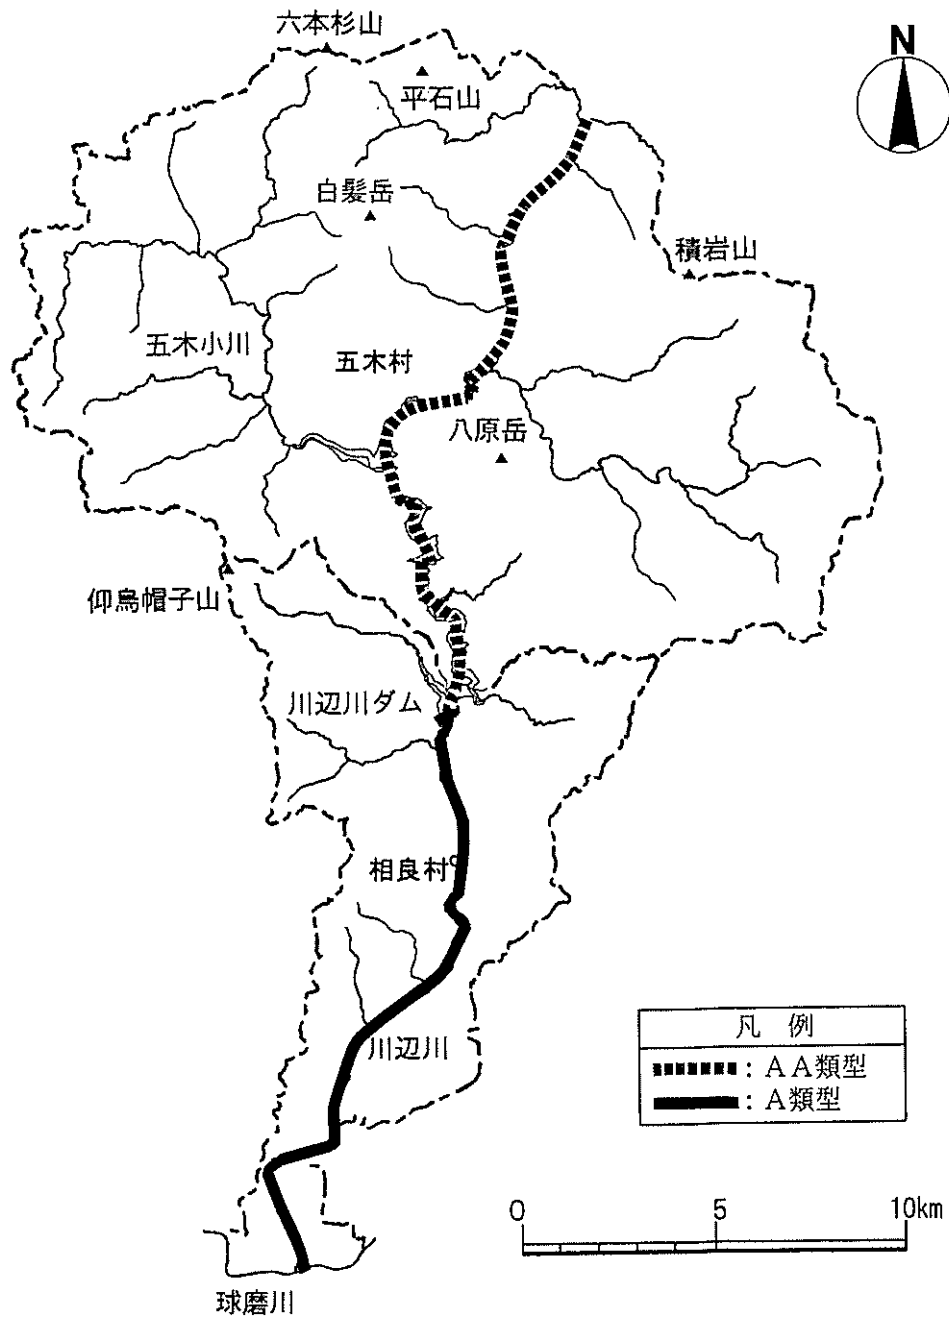 六本杉山
N
平石山
白髪岳
積岩山
五木小川
五木村
八原岳
仰烏帽子山
川辺川ダム
相良村
川辺川
凡 例
: AA類型
: A類型
0 5 10km
球磨川